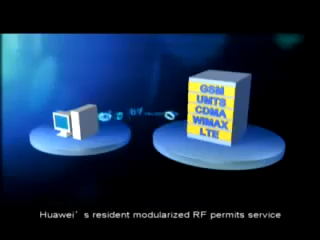 GSM
UMTS
CDMA
WIMAX
LTE
Huawei's resident modularized RF permits service